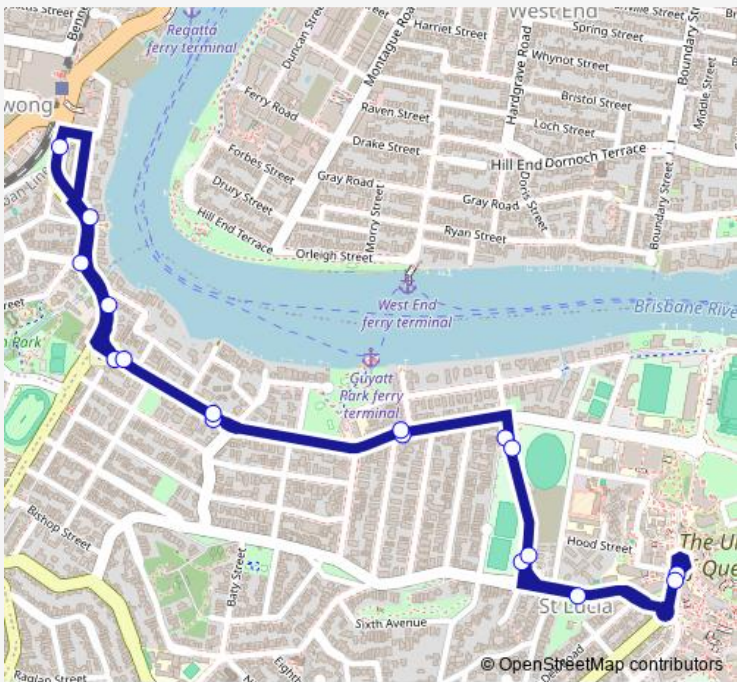 West End
Regatta
ferry terminal
Duncan Street
Montague Road
Harriet Street
Hardgrave Road
Spring Street
Whynot Street
Boundary Street
Middle Street
Bristol Street
Loch Street
Ferry Road
Raven Street
Drake Street
Forbes Street
Gray Road
Hill End
Dornoch Terrace
Doris Street
Drury Street
Gray Road
Morry Street
Ryan Street
Hill End Terrace
Orleigh Street
Boundary Street
West End
ferry terminal
Brisbane River
Guyatt
Park ferry
terminal
Bishop Street
Baty Street
Hood Street
St Lucia
Sixth Avenue
© OpenStreetMap contributors